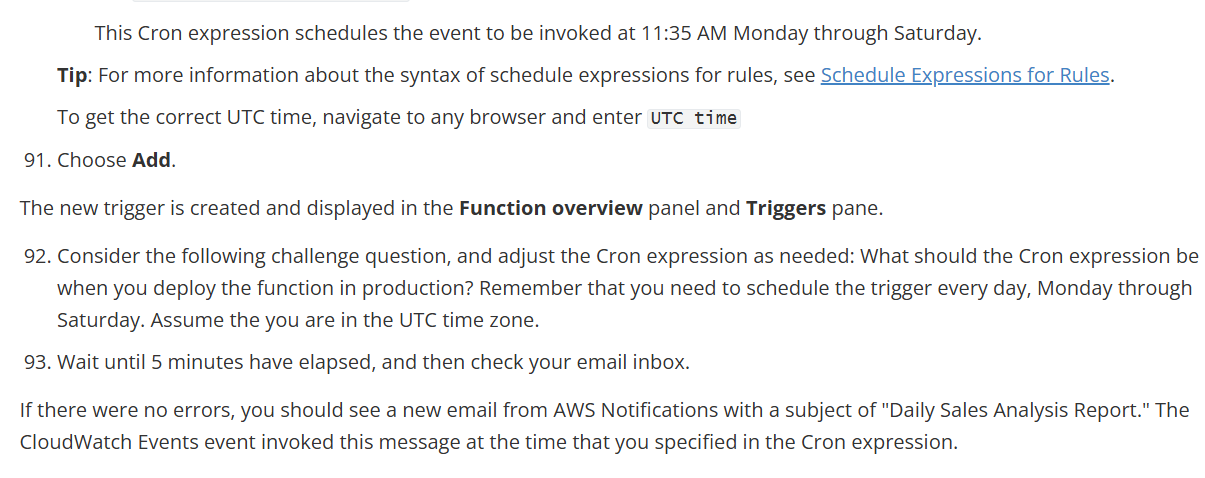 This Cron expression schedules the event to be invoked at 11:35 AM Monday through Saturday.
Tip: For more information about the syntax of schedule expressions for rules, see Schedule Expressions for Rules.
To get the correct UTC time, navigate to any browser and enter UTC time
91. Choose Add.
The new trigger is created and displayed in the Function overview panel and Triggers pane.
92. Consider the following challenge question, and adjust the Cron expression as needed: What should the Cron expression be
when you deploy the function in production? Remember that you need to schedule the trigger every day, Monday through
Saturday. Assume the you are in the UTC time zone.
93. Wait until 5 minutes have elapsed, and then check your email inbox.
If there were no errors, you should see a new email from AWS Notifications with a subject of "Daily Sales Analysis Report." The
CloudWatch Events event invoked this message at the time that you specified in the Cron expression.